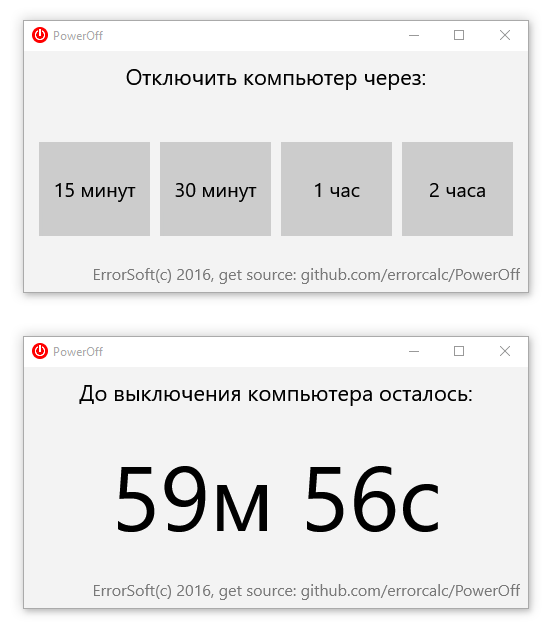 PowerOff
Отключить компьютер через:
15 минут 30 минут 1 час 2 часа
ErrorSoft(c) 2016, get source: github.com/errorcalc/PowerOff
PowerOff
До выключения компьютера осталось:
59м 56с
ErrorSoft(c) 2016, get source: github.com/errorcalc/PowerOff